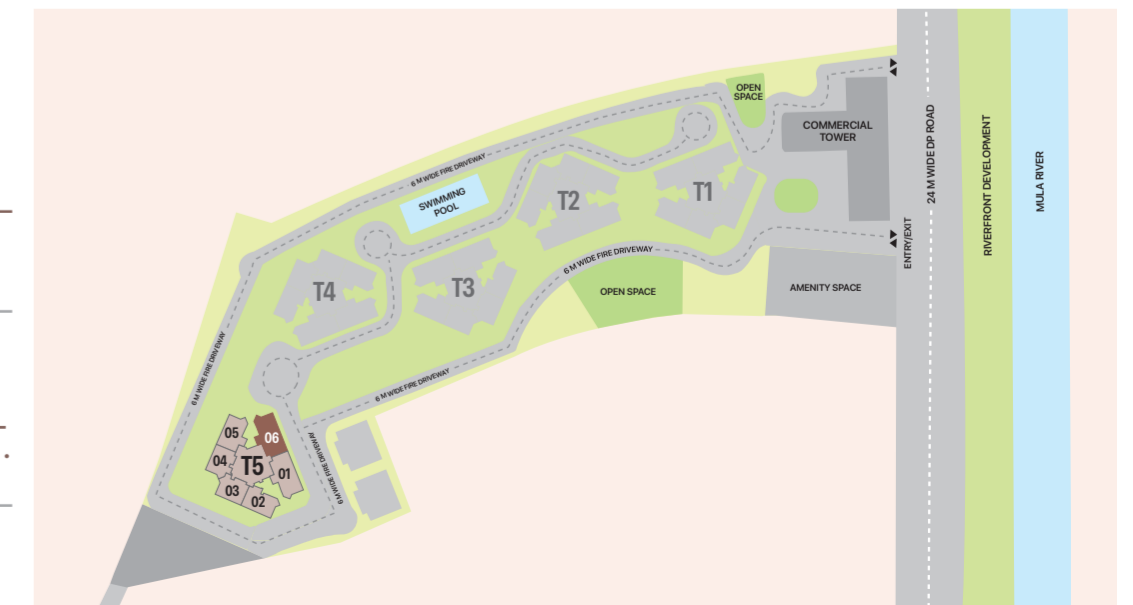 OPEN
SPACE
COMMERCIAL
TOWER
24 M WIDE DP ROAD
RIVERFRONT DEVELOPMENT
MULA RIVER
6 M WIDE FIRE DRIVEWAY
SWIMMING
POOL
T2
T1
ENTRY/EXIT
6 M WIDE FIRE DRIVEWAY
T4
T3
OPEN SPACE
AMENITY SPACE
6 M WIDE FIRE DRIVEWAY
6 M WIDE FIRE DRIVEWAY
05
06
04
T5
01
03
02
6 M WIDE FIRE DRIVEWAY